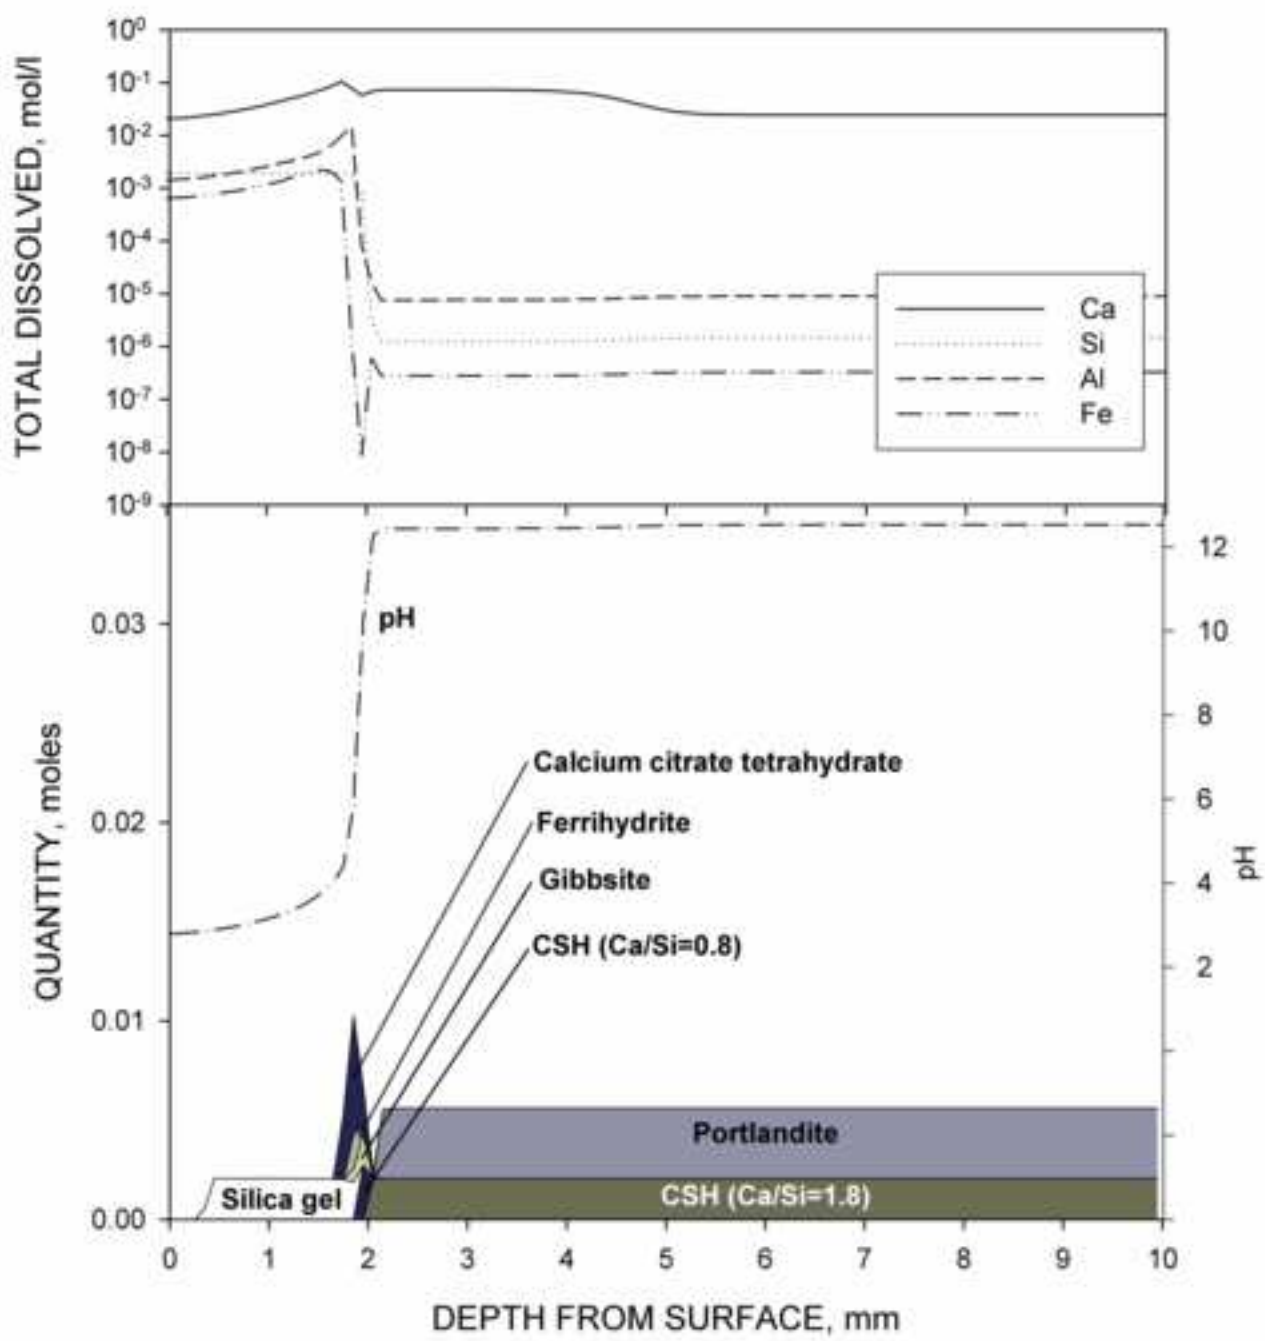 TOTAL DISSOLVED, mol/l
10⁰
10⁻¹
10⁻²
10⁻³
10⁻⁴
10⁻⁵
10⁻⁶
10⁻⁷
10⁻⁸
10⁻⁹
Ca
Si
Al
Fe
QUANTITY, moles
0.03
0.02
0.01
0.00
12
10
8
6
4
2
pH
pH
Calcium citrate tetrahydrate
Ferrihydrite
Gibbsite
CSH (Ca/Si=0.8)
Portlandite
Silica gel
CSH (Ca/Si=1.8)
0 1 2 3 4 5 6 7 8 9 10
DEPTH FROM SURFACE, mm